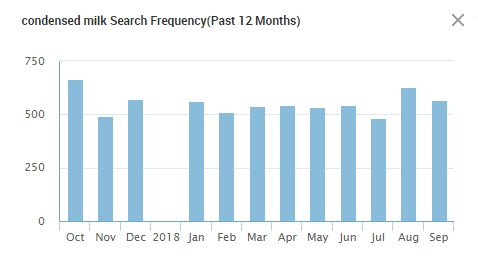 condensed milk Search Frequency(Past 12 Months)
750
500
250
0
Oct Nov Dec 2018 Jan Feb Mar Apr May Jun Jul Aug Sep